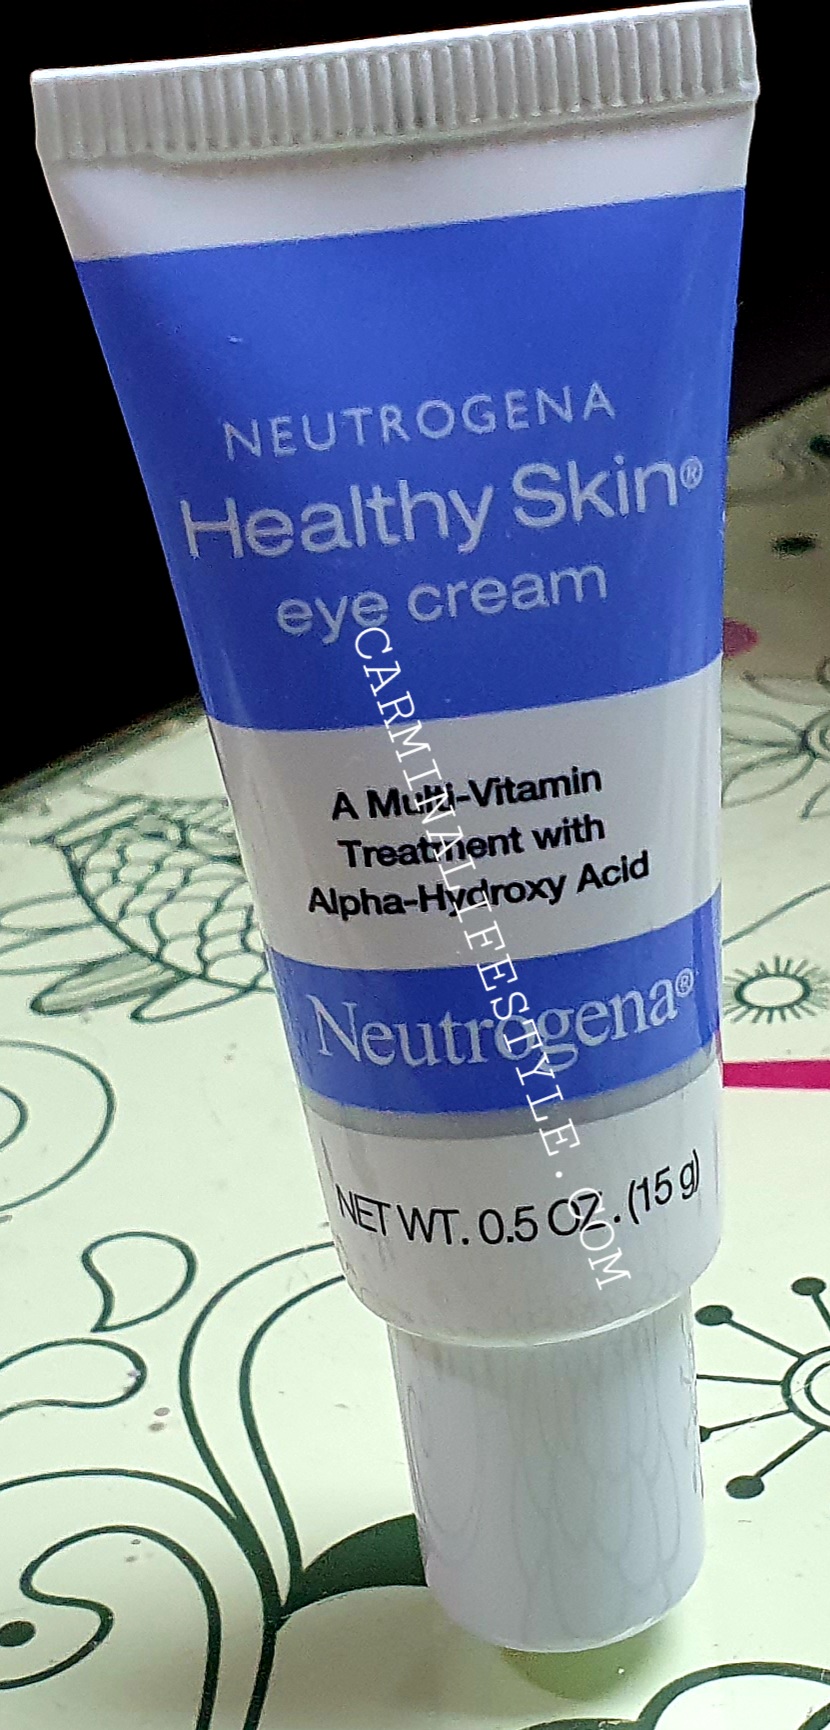 NEUTROGENA
Healthy Skin®
eye cream
A Multi-Vitamin
Treatment with
Alpha-Hydroxy Acid
Neutrogena®
NET WT. 0.5 OZ. (15 g)
CARMINALIFESTYLE.COM